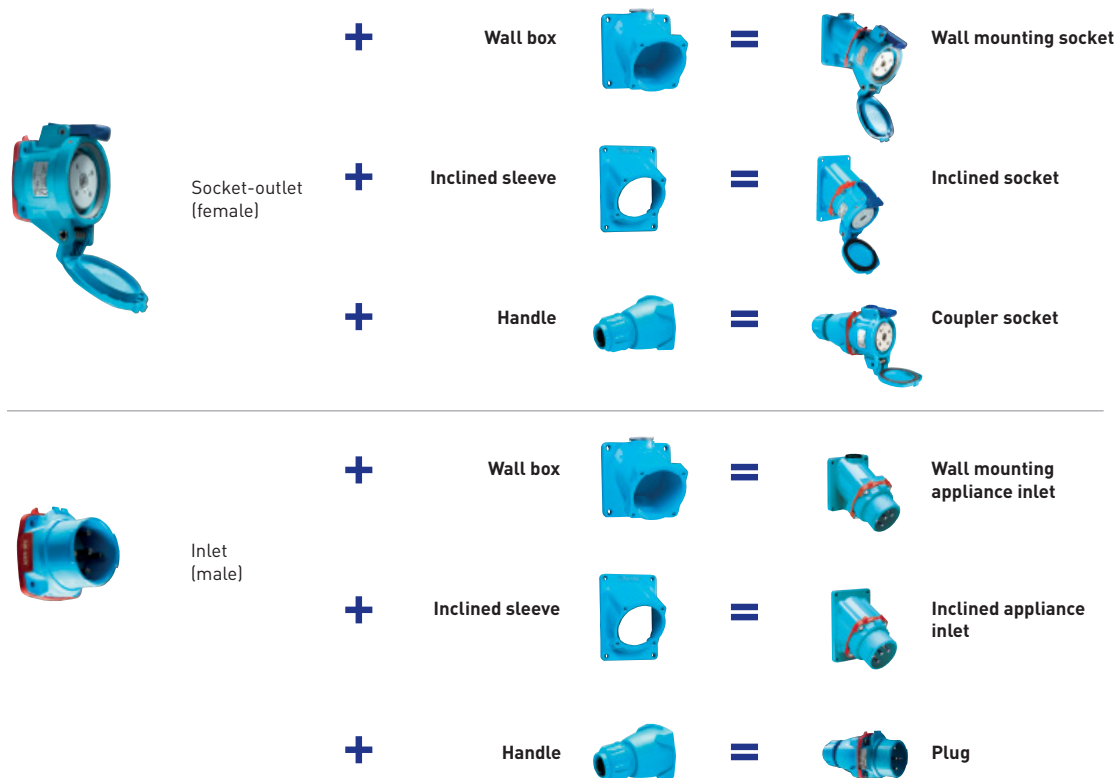 + Wall box = Wall mounting socket
Socket-outlet
(female)
+ Inclined sleeve = Inclined socket
+ Handle = Coupler socket
+ Wall box = Wall mounting
appliance inlet
Inlet
(male)
+ Inclined sleeve = Inclined appliance
inlet
+ Handle = Plug